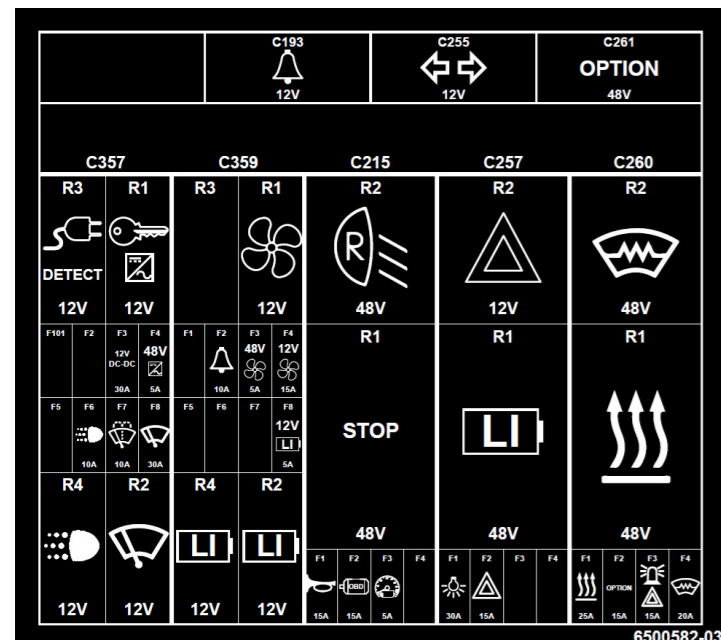 C193 C255 C261
OPTION
12V 12V 48V
C357 C359 C215 C257 C260
R3 R1 R3 R1 R2 R2 R2
R
DETECT
12V 12V 12V 48V 12V 48V
F101 F2 F3 F4 F1 F2 F3 F4 R1 R1 R1
12V DC-DC 48V 48V 12V
30A 5A 10A 5A 15A
F5 F6 F7 F8 F5 F6 F7 F8
12V
LI
STOP LI
10A 10A 30A 5A
R4 R2 R4 R2
48V 48V 48V
LI LI
F1 F2 F3 F4 F1 F2 F3 F4 F1 F2 F3 F4
OBD OPTION
12V 12V 12V 12V
15A 15A 5A 30A 15A 25A 15A 15A 20A
6500582-03